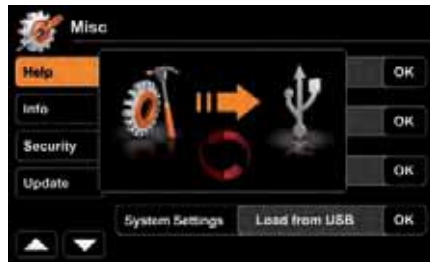 Misc
Help
OK
Info
OK
Security
OK
Update
System Settings Load from USB OK